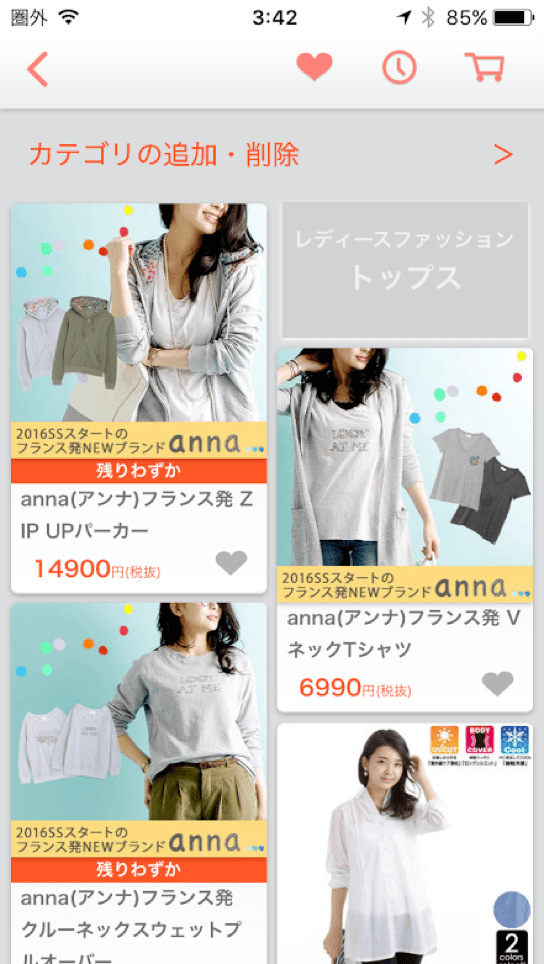 圏外
3:42
85%
カテゴリの追加・削除
>
レディースファッション
トップス
2016SSスタートの
フランス発NEWブランド anna
残りわずか
anna(アンナ)フランス発 Z
IP UPパーカー
14900円(税抜)
LOOK
AT ME
2016SSスタートの
フランス発NEWブランド anna
anna(アンナ)フランス発 V
ネックTシャツ
6990円(税抜)
LOOK
AT ME
2016SSスタートの
フランス発NEWブランド anna
残りわずか
anna(アンナ)フランス発
クルーネックスウェットプ
ルオーバー
UVCUT
BODY
COVER
Cool
2
colors